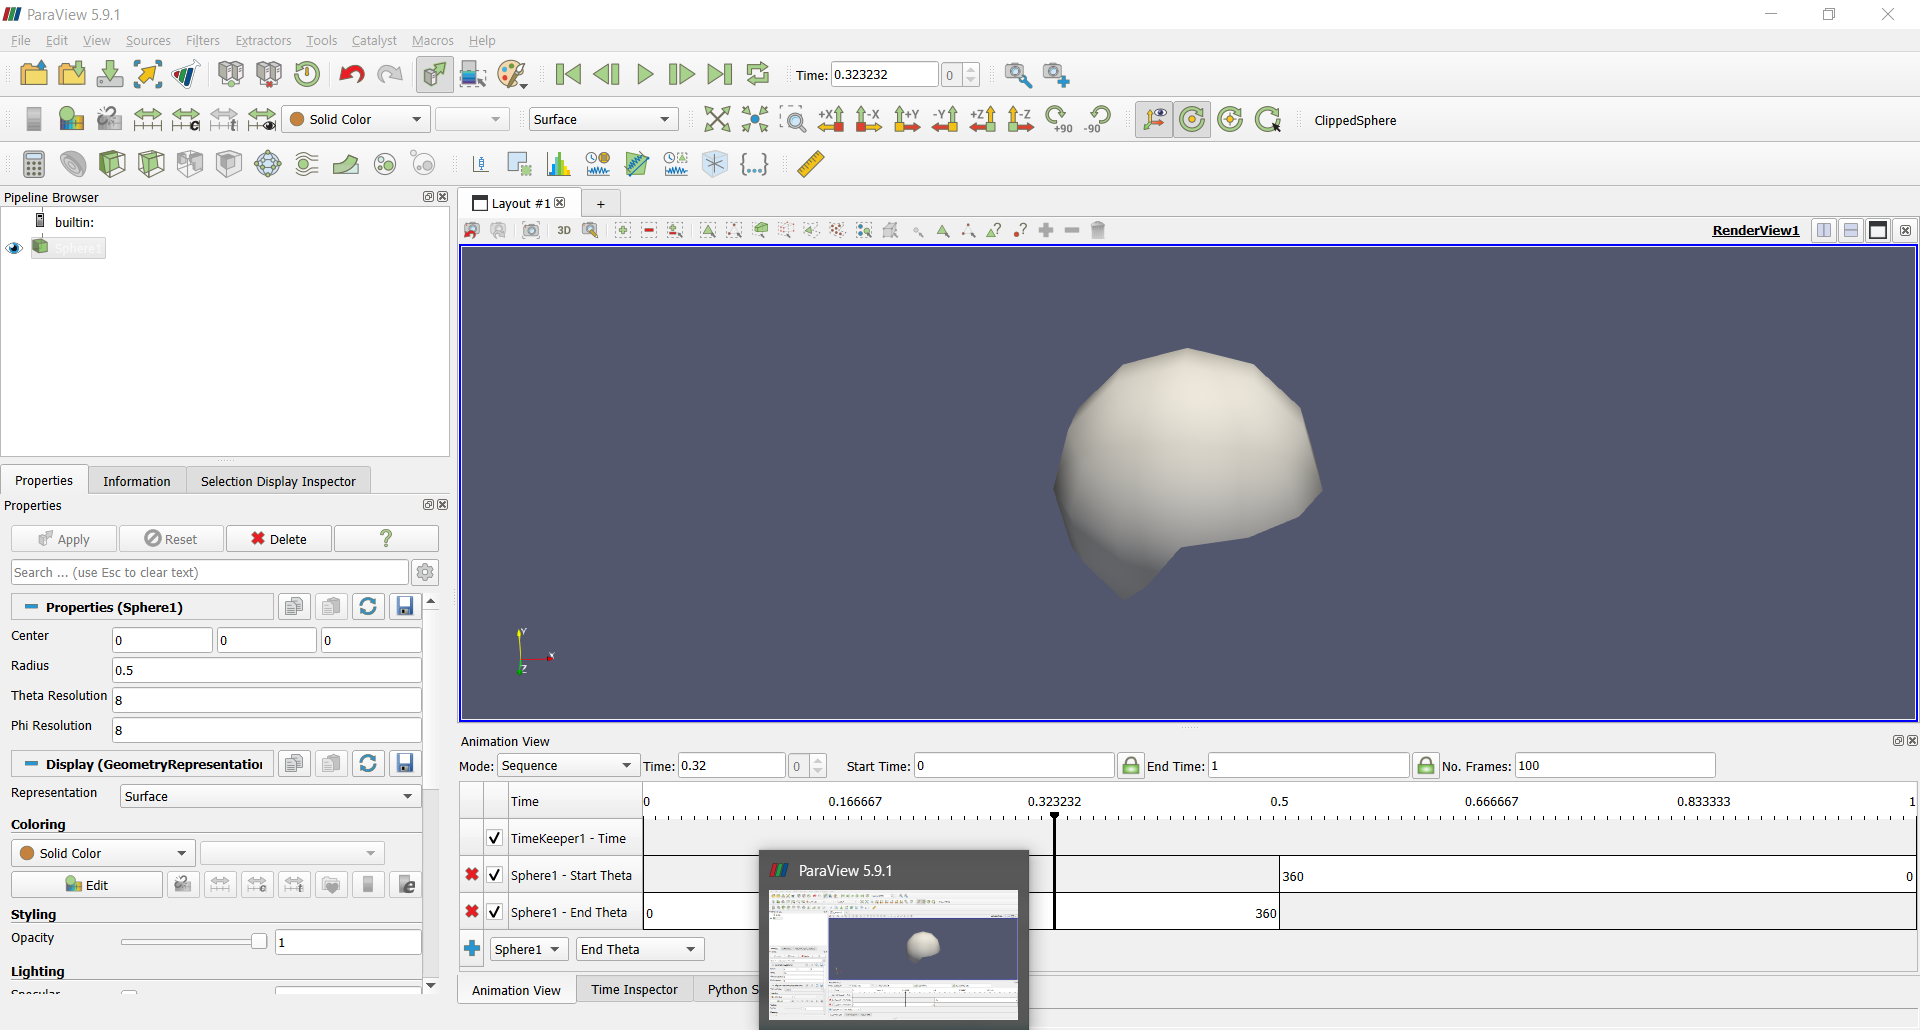 ParaView 5.9.1
File Edit View Sources Filters Extractors Tools Catalyst Macros Help
Time: 0.323232 0
Solid Color Surface +X -X +Y -Y +Z -Z +90 -90 ClippedSphere
Pipeline Browser
builtin:
Sphere1
Layout #1 +
3D RenderView1
Properties Information Selection Display Inspector
Properties
Apply Reset Delete ?
Search ... (use Esc to clear text)
Properties (Sphere1)
Center 0 0 0
Radius 0.5
Theta Resolution 8
Phi Resolution 8
Display (GeometryRepresentation
Representation Surface
Coloring
Solid Color
Edit
Styling
Opacity 1
Lighting
Y
X
Z
Animation View
Mode: Sequence Time: 0.32 0 Start Time: 0 End Time: 1 No. Frames: 100
Time 0 0.166667 0.323232 0.5 0.666667 0.833333 1
TimeKeeper1 - Time
Sphere1 - Start Theta 360 0
Sphere1 - End Theta 0 360
Sphere1 End Theta
Animation View Time Inspector Python S
ParaView 5.9.1